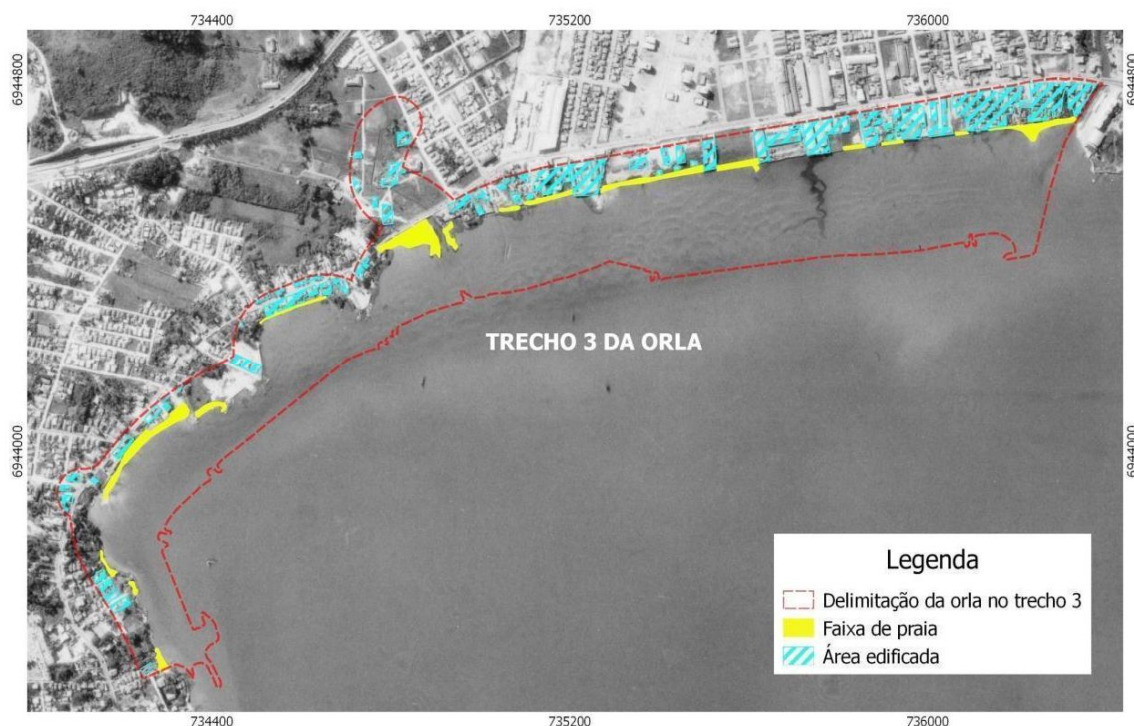 734400 735200 736000
6944800 6944800
TRECHO 3 DA ORLA
6944000 6944000
Legenda
Delimitação da orla no trecho 3
Faixa de praia
Área edificada
734400 735200 736000